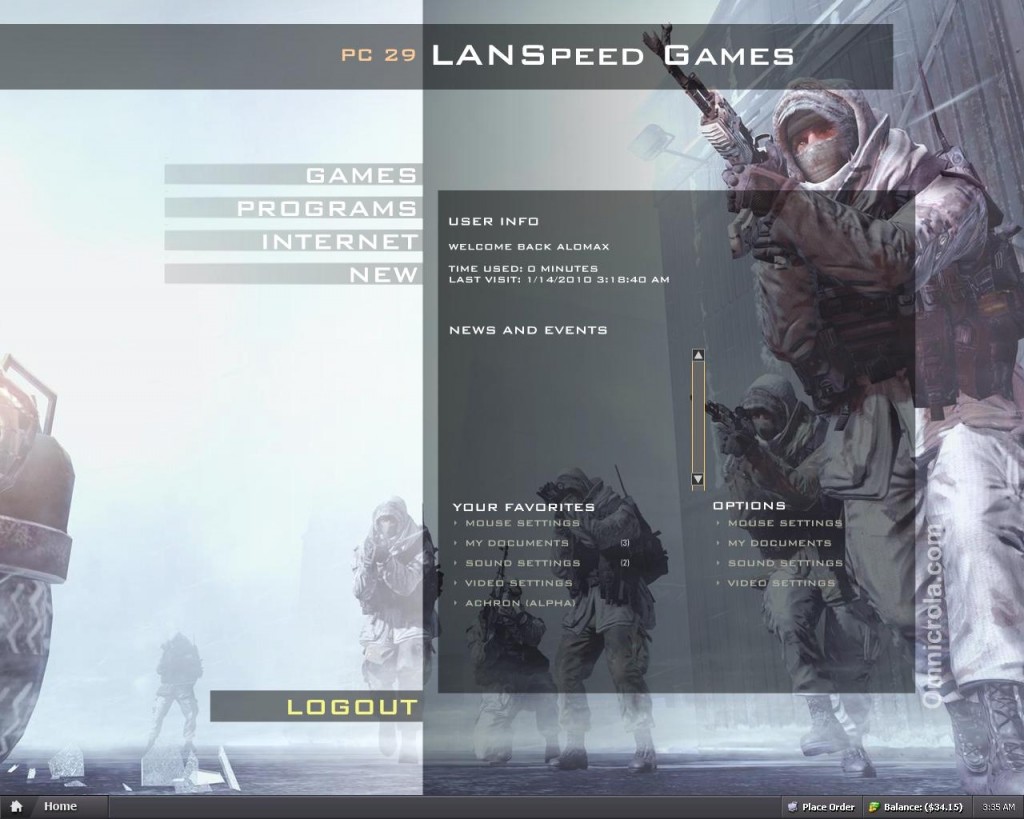 PC 29 LANSpeed Games
GAMES
PROGRAMS
INTERNET
NEW
USER INFO
WELCOME BACK ALOMAX
TIME USED: 0 MINUTES
LAST VISIT: 1/14/2010 3:18:40 AM
NEWS AND EVENTS
YOUR FAVORITES
MOUSE SETTINGS
MY DOCUMENTS (3)
SOUND SETTINGS (2)
VIDEO SETTINGS
ACHRON (ALPHA)
OPTIONS
MOUSE SETTINGS
MY DOCUMENTS
SOUND SETTINGS
VIDEO SETTINGS
LOGOUT
Omnicrola.com
Home
Place Order
Balance: ($34.15)
3:35 AM